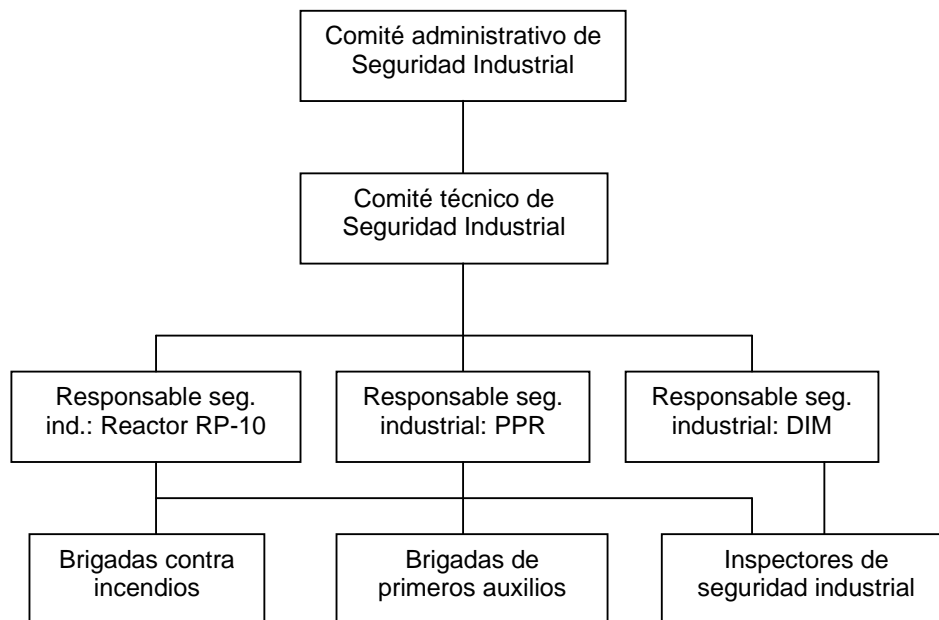 Comité administrativo de
Seguridad Industrial
Comité técnico de
Seguridad Industrial
Responsable seg.
ind.: Reactor RP-10
Responsable seg.
industrial: PPR
Responsable seg.
industrial: DIM
Brigadas contra
incendios
Brigadas de
primeros auxilios
Inspectores de
seguridad industrial